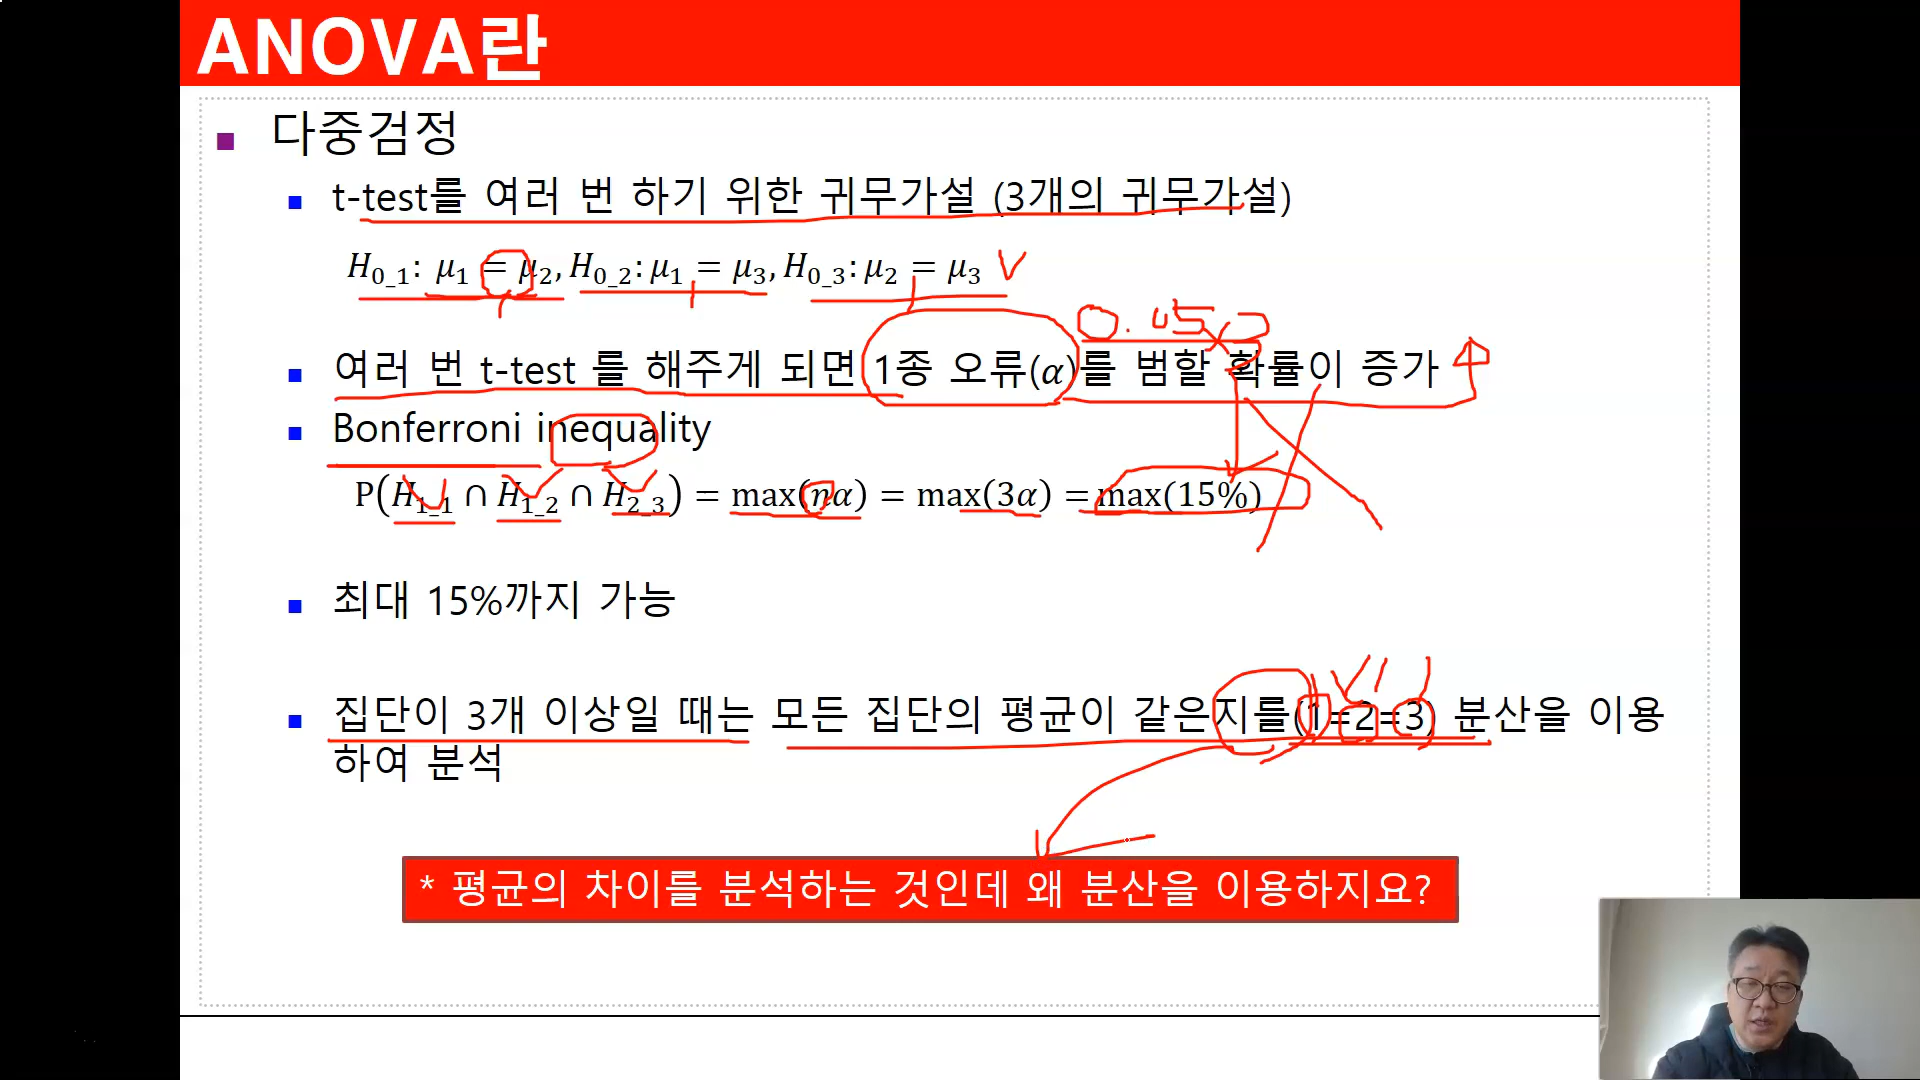 ANOVA란
다중검정
t-test를 여러 번 하기 위한 귀무가설 (3개의 귀무가설)
H₀_₁: μ₁ = μ₂, H₀_₂: μ₁ = μ₃, H₀_₃: μ₂ = μ₃
0.05 × 3
여러 번 t-test 를 해주게 되면 1종 오류(α)를 범할 확률이 증가
Bonferroni inequality
P(H₁_₁ ∩ H₁_₂ ∩ H₂_₃) = max(nα) = max(3α) = max(15%)
최대 15%까지 가능
집단이 3개 이상일 때는 모든 집단의 평균이 같은지를(1=2=3) 분산을 이용
하여 분석
* 평균의 차이를 분석하는 것인데 왜 분산을 이용하지요?